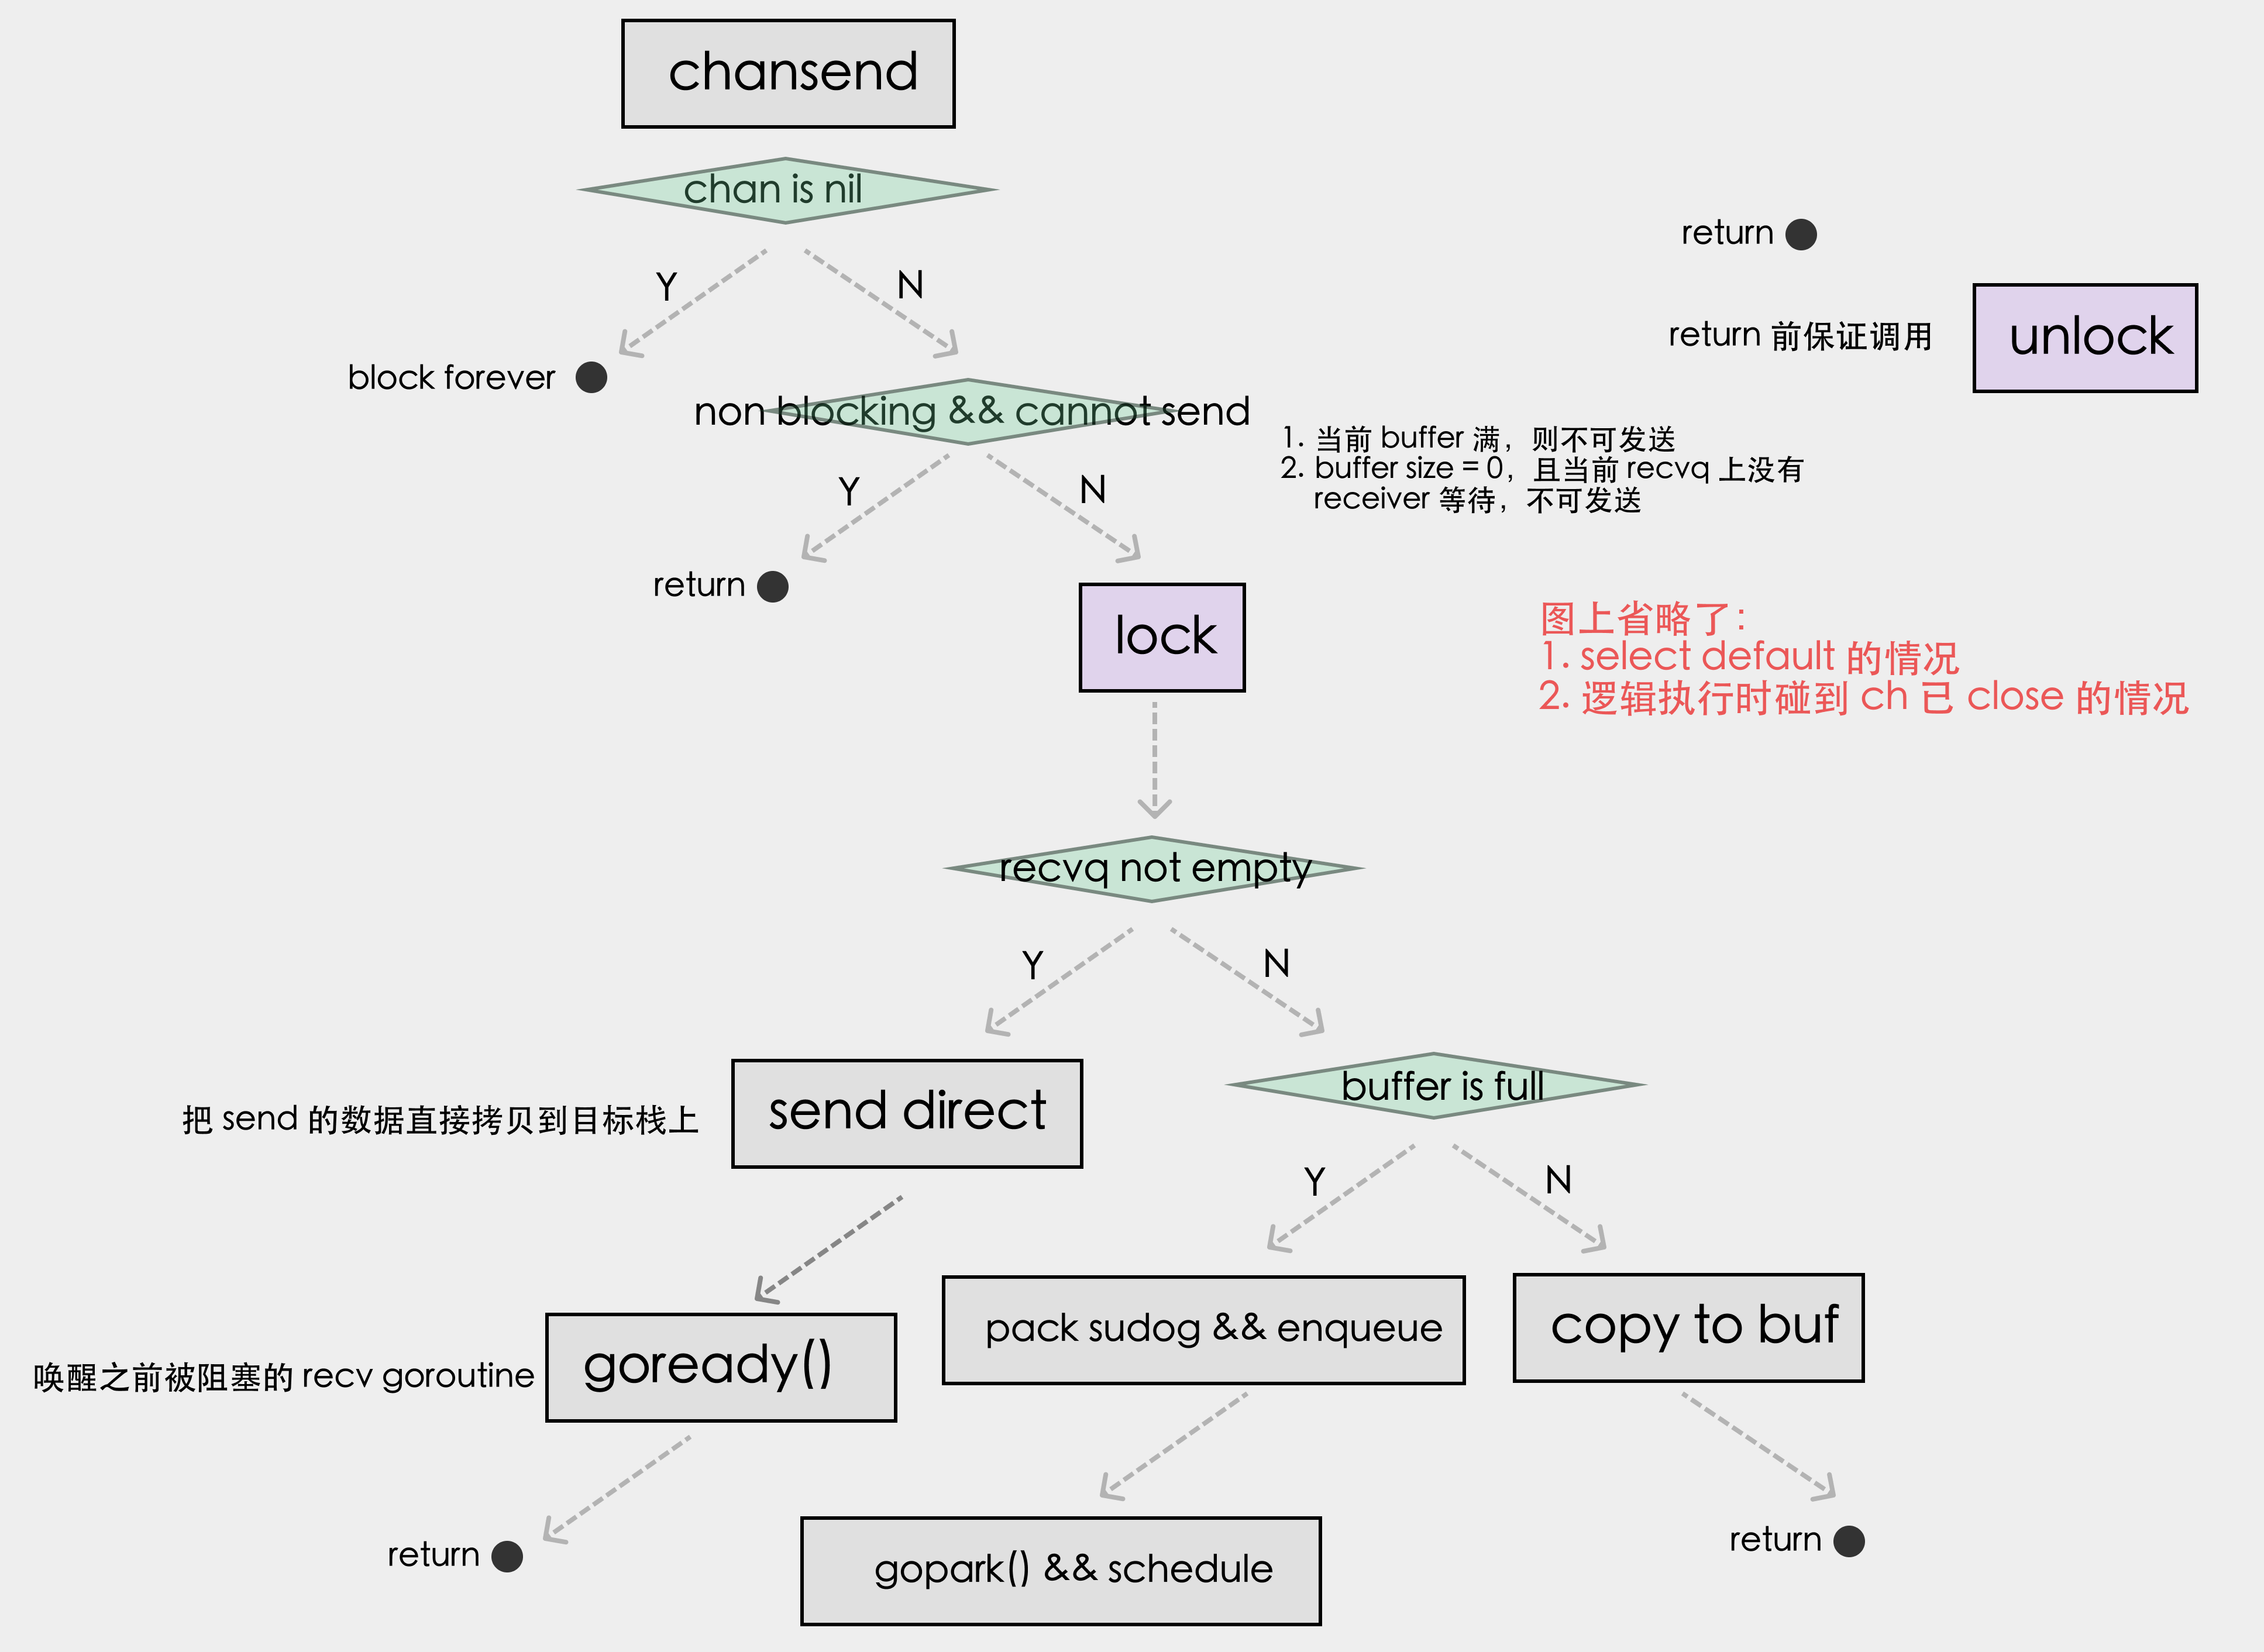 chansend
chan is nil
Y
N
return
return 前保证调用
unlock
block forever
non blocking && cannot send
1. 当前 buffer 满，则不可发送
2. buffer size = 0，且当前 recvq 上没有
receiver 等待，不可发送
Y
N
return
lock
图上省略了：
1. select default 的情况
2. 逻辑执行时碰到 ch 已 close 的情况
recvq not empty
Y
N
把 send 的数据直接拷贝到目标栈上
send direct
buffer is full
Y
N
唤醒之前被阻塞的 recv goroutine
goready()
pack sudog && enqueue
copy to buf
return
gopark() && schedule
return